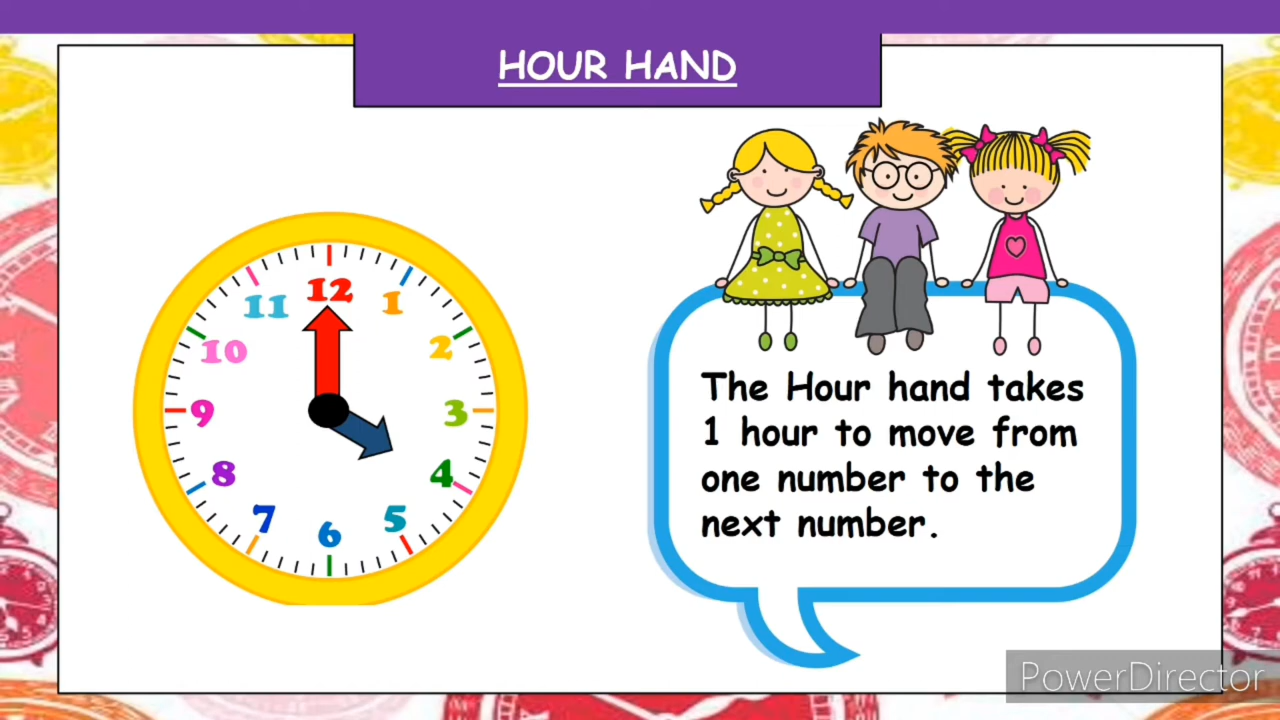 HOUR HAND
12
11
1
10
2
9
3
8
4
7
5
6
The Hour hand takes
1 hour to move from
one number to the
next number.
PowerDirector